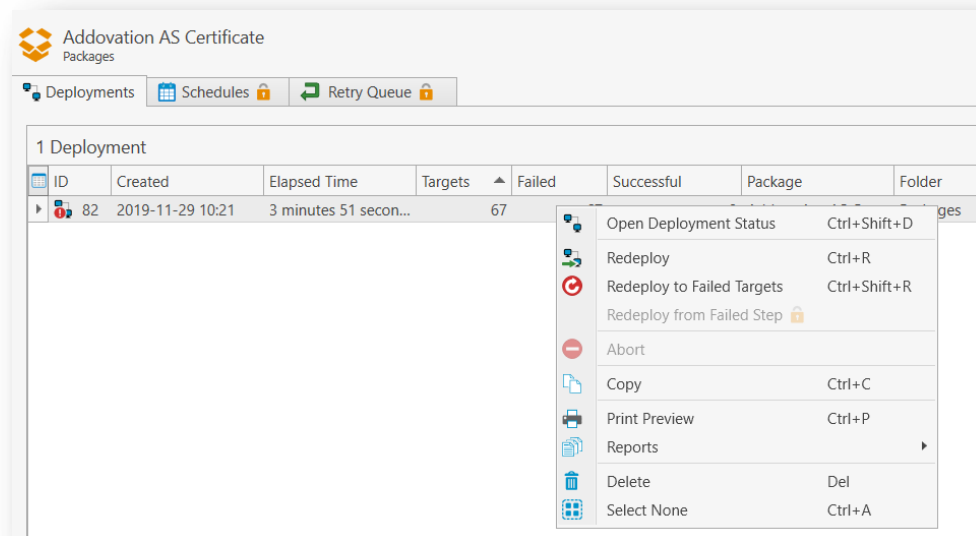 Addovation AS Certificate
Packages
Deployments Schedules Retry Queue
1 Deployment
ID Created Elapsed Time Targets Failed Successful Package Folder
82 2019-11-29 10:21 3 minutes 51 secon... 67
Open Deployment Status Ctrl+Shift+D
Redeploy Ctrl+R
Redeploy to Failed Targets Ctrl+Shift+R
Redeploy from Failed Step
Abort
Copy Ctrl+C
Print Preview Ctrl+P
Reports
Delete Del
Select None Ctrl+A